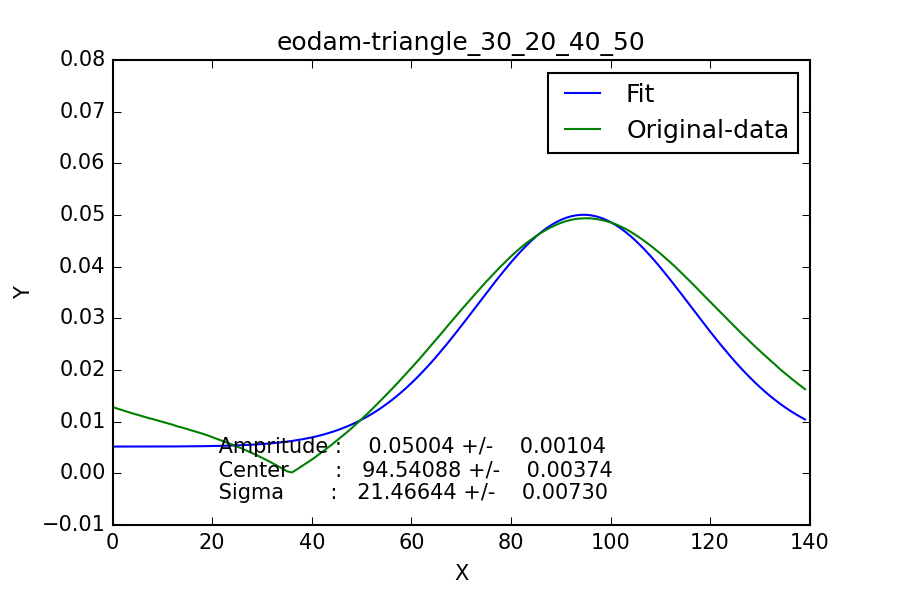 eodam-triangle_30_20_40_50
0.08
0.07
0.06
0.05
0.04
0.03
0.02
0.01
0.00
−0.01
Y
Fit
Original-data
Ampritude : 0.05004 +/- 0.00104
Center : 94.54088 +/- 0.00374
Sigma : 21.46644 +/- 0.00730
0 20 40 60 80 100 120 140
X